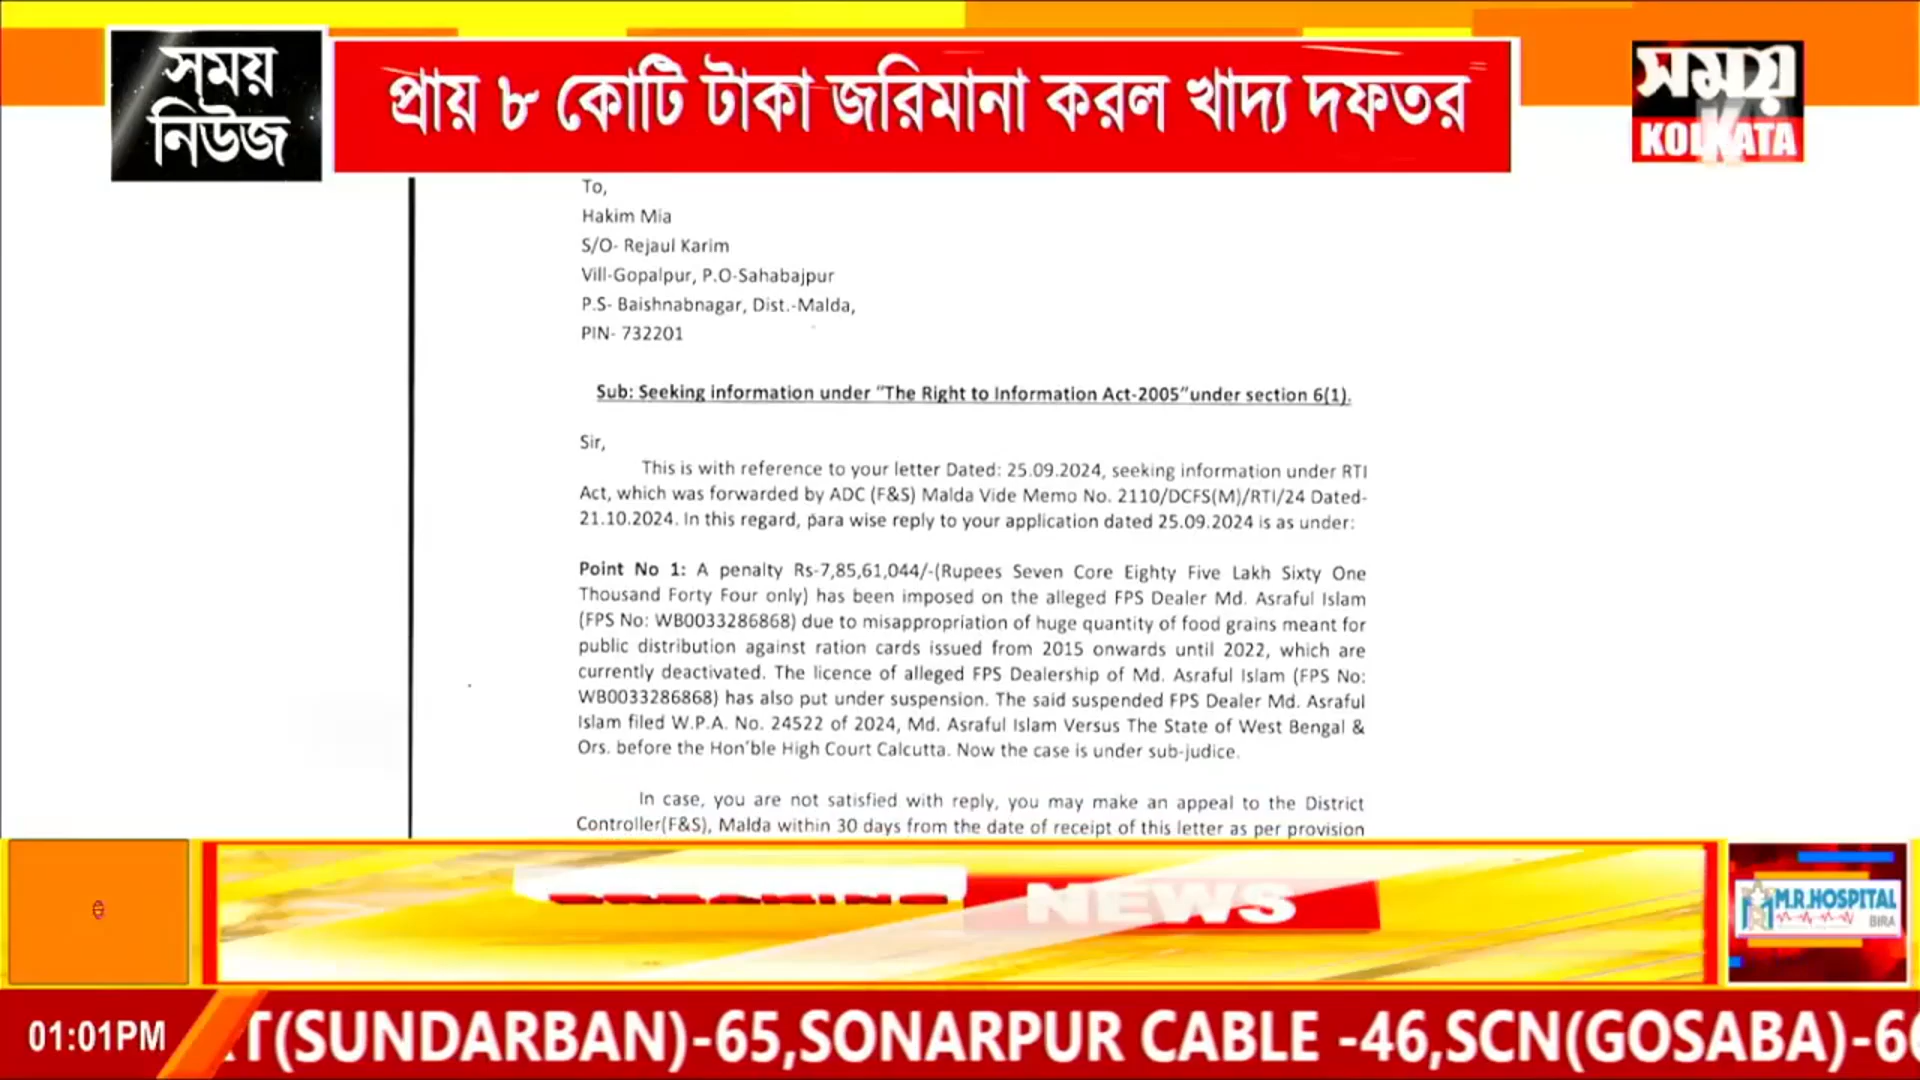 সময়
নিউজ
প্রায় ৮ কোটি টাকা জরিমানা করল খাদ্য দফতর
সময়
KOLKATA
To,
Hakim Mia
S/O- Rejaul Karim
Vill-Gopalpur, P.O-Sahabajpur
P.S- Baishnabnagar, Dist.-Malda,
PIN- 732201
Sub: Seeking information under "The Right to Information Act-2005"under section 6(1).
Sir,
This is with reference to your letter Dated: 25.09.2024, seeking information under RTI
Act, which was forwarded by ADC (F&S) Malda Vide Memo No. 2110/DCFS(M)/RTI/24 Dated-
21.10.2024. In this regard, para wise reply to your application dated 25.09.2024 is as under:
Point No 1: A penalty Rs-7,85,61,044/-(Rupees Seven Core Eighty Five Lakh Sixty One
Thousand Forty Four only) has been imposed on the alleged FPS Dealer Md. Asraful Islam
(FPS No: WB0033286868) due to misappropriation of huge quantity of food grains meant for
public distribution against ration cards issued from 2015 onwards until 2022, which are
currently deactivated. The licence of alleged FPS Dealership of Md. Asraful Islam (FPS No:
WB0033286868) has also put under suspension. The said suspended FPS Dealer Md. Asraful
Islam filed W.P.A. No. 24522 of 2024, Md. Asraful Islam Versus The State of West Bengal &
Ors. before the Hon'ble High Court Calcutta. Now the case is under sub-judice.
In case, you are not satisfied with reply, you may make an appeal to the District
Controller(F&S), Malda within 30 days from the date of receipt of this letter as per provision
NEWS
M.R.HOSPITAL
BIRA
01:01PM
T(SUNDARBAN)-65,SONARPUR CABLE -46,SCN(GOSABA)-6